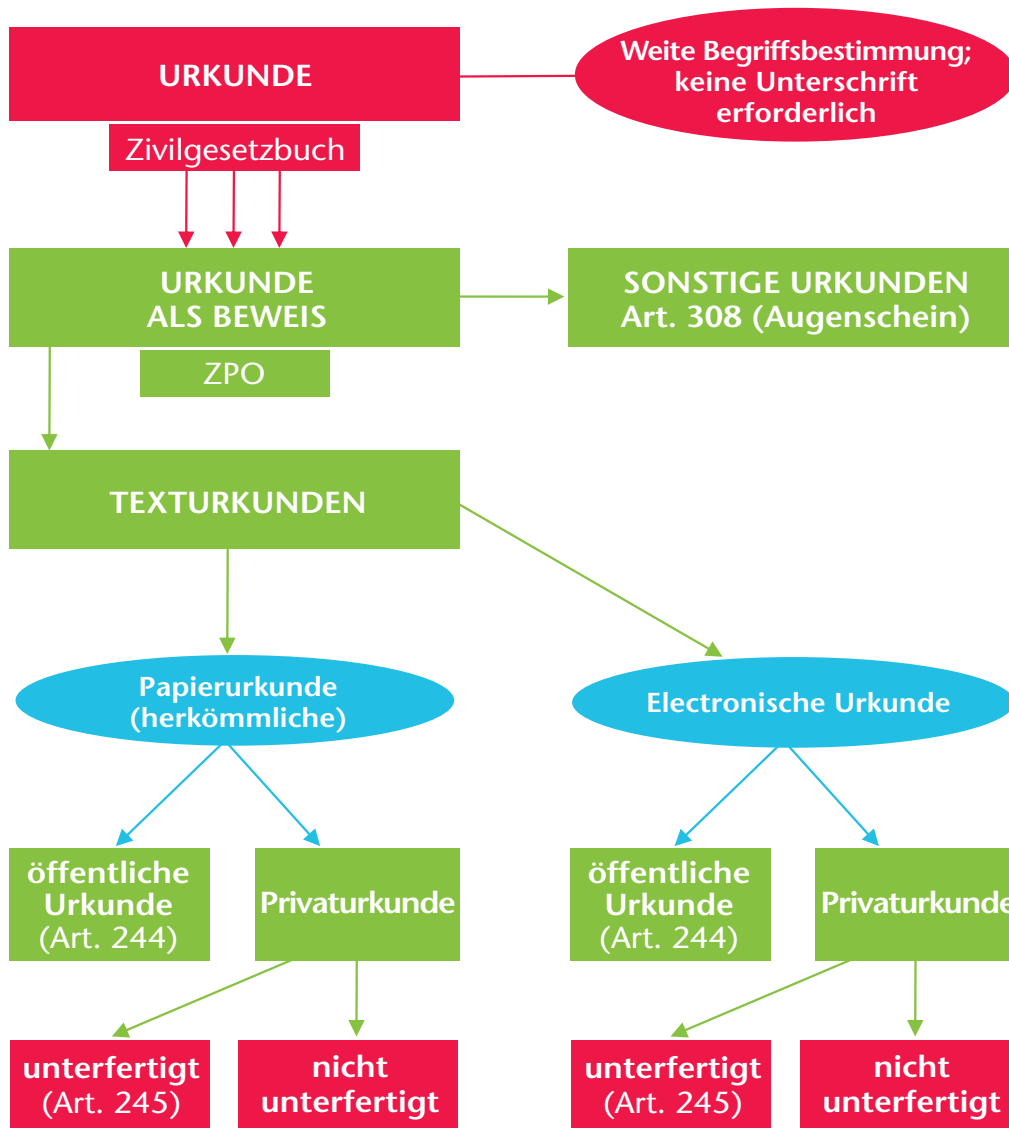 URKUNDE
Weite Begriffsbestimmung;
keine Unterschrift
erforderlich
Zivilgesetzbuch
URKUNDE
ALS BEWEIS
SONSTIGE URKUNDEN
Art. 308 (Augenschein)
ZPO
TEXTURKUNDEN
Papierurkunde
(herkömmliche)
Electronische Urkunde
öffentliche
Urkunde
(Art. 244)
Privaturkunde
öffentliche
Urkunde
(Art. 244)
Privaturkunde
unterfertigt
(Art. 245)
nicht
unterfertigt
unterfertigt
(Art. 245)
nicht
unterfertigt